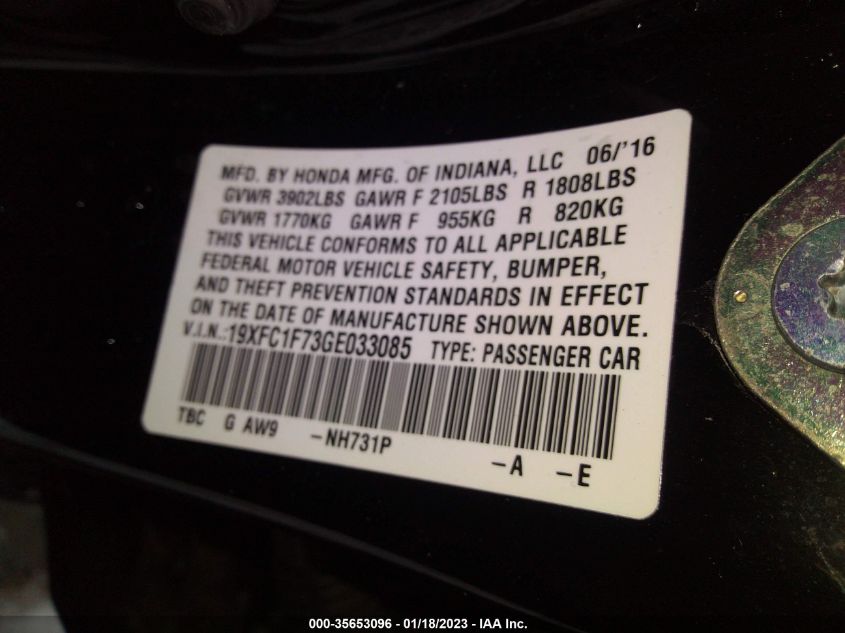 MFD. BY HONDA MFG. OF INDIANA, LLC 06/'16
GVWR 3902LBS GAWR F 2105LBS R 1808LBS
GVWR 1770KG GAWR F 955KG R 820KG
THIS VEHICLE CONFORMS TO ALL APPLICABLE
FEDERAL MOTOR VEHICLE SAFETY, BUMPER,
AND THEFT PREVENTION STANDARDS IN EFFECT
ON THE DATE OF MANUFACTURE SHOWN ABOVE.
V.I.N.:19XFC1F73GE033085 TYPE: PASSENGER CAR
TBC G AW9 -NH731P -A -E
000-35653096 - 01/18/2023 - IAA Inc.